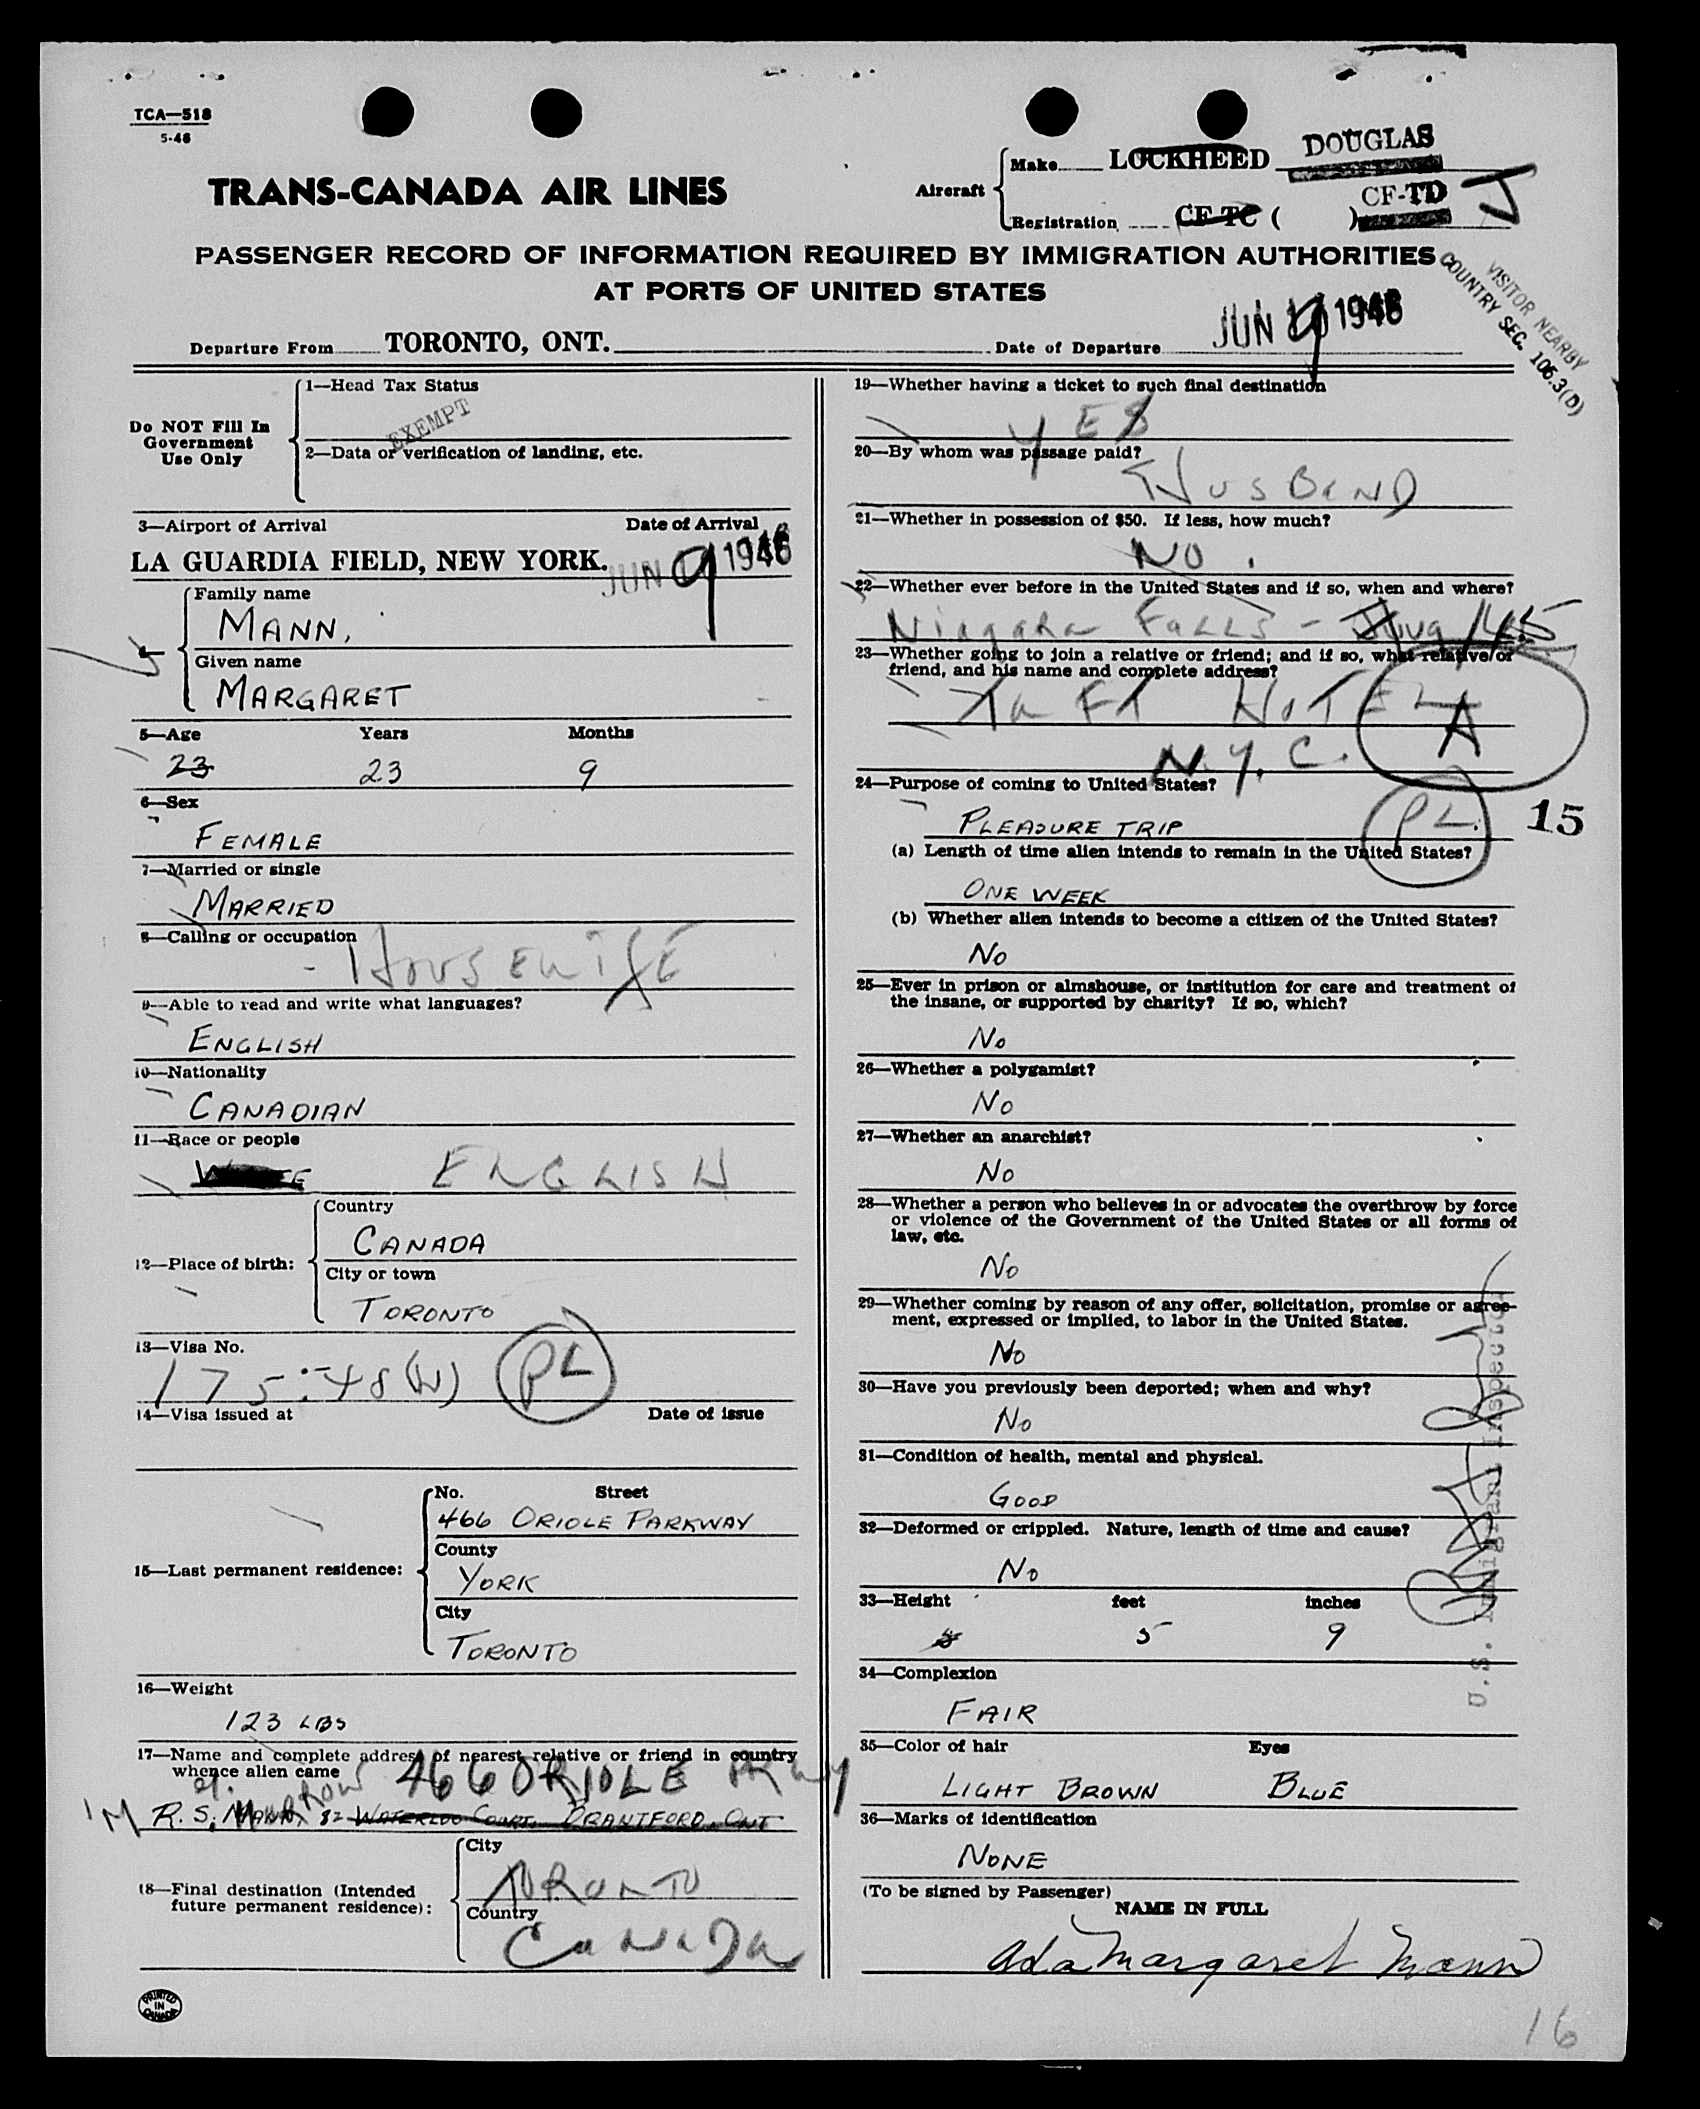 TCA—518
5-46
TRANS-CANADA AIR LINES
Aircraft
Make LOCKHEED DOUGLAS
Registration CF-TC ( ) CF-TD J
PASSENGER RECORD OF INFORMATION REQUIRED BY IMMIGRATION AUTHORITIES
AT PORTS OF UNITED STATES
VISITOR NEARBY
COUNTRY SEC. 106.3(D)
Departure From TORONTO, ONT. Date of Departure JUN 9 1946
Do NOT Fill In
Government
Use Only
1—Head Tax Status
EXEMPT
2—Data or verification of landing, etc.
3—Airport of Arrival Date of Arrival
LA GUARDIA FIELD, NEW YORK. JUN 9 1946
4—
Family name
MANN,
Given name
MARGARET
5—Age Years Months
23 23 9
6—Sex
FEMALE
7—Married or single
MARRIED
8—Calling or occupation
HOUSEWIFE
9—Able to read and write what languages?
ENGLISH
10—Nationality
CANADIAN
11—Race or people
ENGLISH
12—Place of birth:
Country
CANADA
City or town
TORONTO
13—Visa No.
175:48(W) PL
14—Visa issued at Date of issue
15—Last permanent residence:
No. Street
466 ORIOLE PARKWAY
County
YORK
City
TORONTO
16—Weight
123 LBS
17—Name and complete address of nearest relative or friend in country
whence alien came
466 ORIOLE PKWY
R. S. MANN, 82 WATERLOO COURT, BRANTFORD, ONT
18—Final destination (Intended
future permanent residence):
City
TORONTO
Country
CANADA
PRINTED
IN
CANADA
19—Whether having a ticket to such final destination
YES
20—By whom was passage paid?
HUSBAND
21—Whether in possession of $50. If less, how much?
NO.
22—Whether ever before in the United States and if so, when and where?
Niagara FALLS - Aug /45
23—Whether going to join a relative or friend; and if so, what relative or
friend, and his name and complete address?
TaFT HOTEL
A
N.Y.C.
24—Purpose of coming to United States?
PLEASURE TRIP PL.
15
(a) Length of time alien intends to remain in the United States?
ONE WEEK
(b) Whether alien intends to become a citizen of the United States?
No
25—Ever in prison or almshouse, or institution for care and treatment of
the insane, or supported by charity? If so, which?
No
26—Whether a polygamist?
No
27—Whether an anarchist?
No
28—Whether a person who believes in or advocates the overthrow by force
or violence of the Government of the United States or all forms of
law, etc.
No
29—Whether coming by reason of any offer, solicitation, promise or agree-
ment, expressed or implied, to labor in the United States.
No
30—Have you previously been deported; when and why?
No
31—Condition of health, mental and physical.
GOOD
32—Deformed or crippled. Nature, length of time and cause?
No
U.S. Immigrant Inspector
33—Height feet inches
5 9
34—Complexion
FAIR
35—Color of hair Eyes
LIGHT BROWN BLUE
36—Marks of identification
NONE
(To be signed by Passenger)
NAME IN FULL
Ada Margaret Mann
16